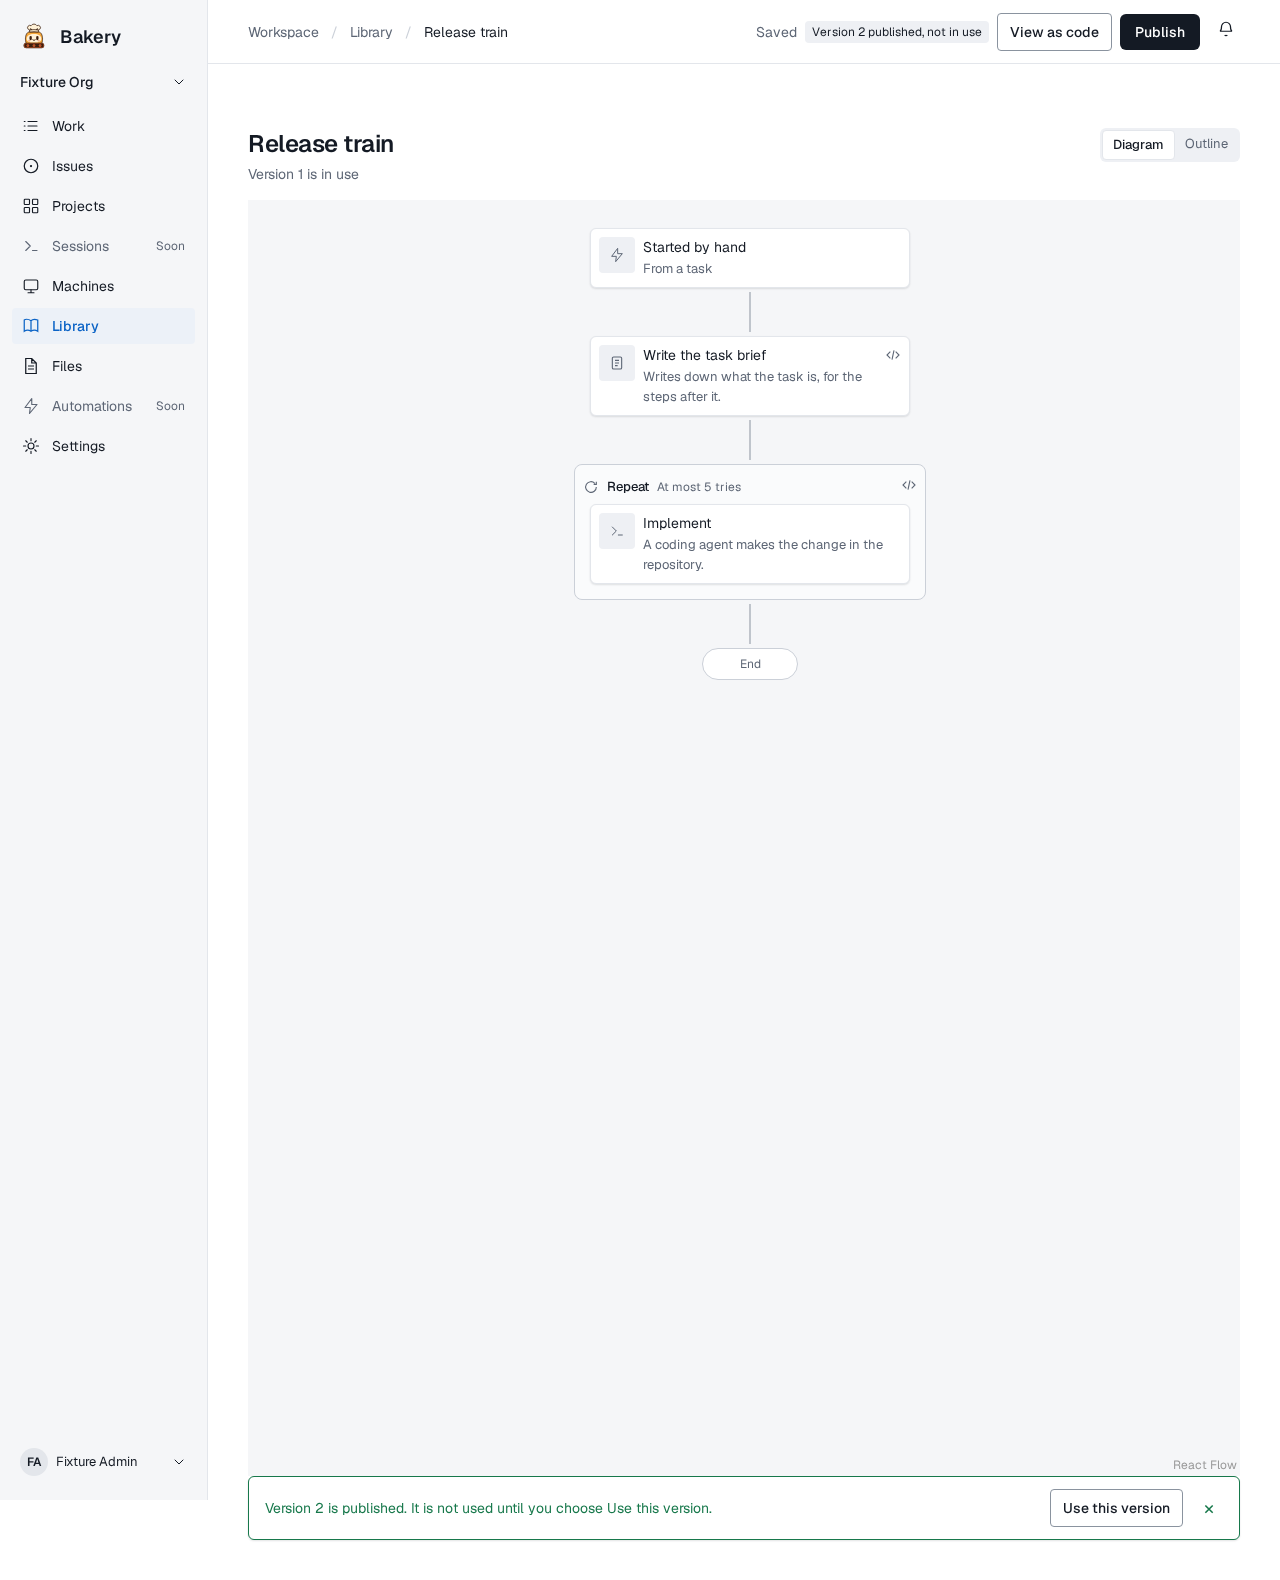 Bakery
Fixture Org
Work
Issues
Projects
Sessions Soon
Machines
Library
Files
Automations Soon
Settings
FA Fixture Admin
Workspace / Library / Release train
Saved Version 2 published, not in use View as code Publish
Release train
Version 1 is in use
Diagram Outline
Started by hand
From a task
Write the task brief
Writes down what the task is, for the
steps after it.
Repeat At most 5 tries
Implement
A coding agent makes the change in the
repository.
End
React Flow
Version 2 is published. It is not used until you choose Use this version. Use this version